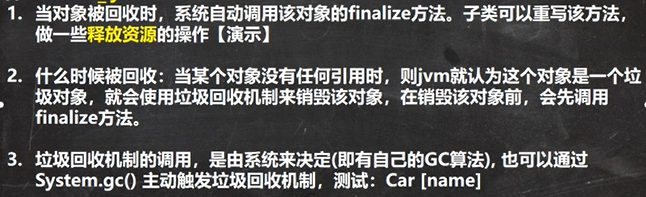 1. 当对象被回收时，系统自动调用该对象的finalize方法。子类可以重写该方法，
做一些释放资源的操作【演示】
2. 什么时候被回收：当某个对象没有任何引用时，则jvm就认为这个对象是一个垃
圾对象，就会使用垃圾回收机制来销毁该对象，在销毁该对象前，会先调用
finalize方法。
3. 垃圾回收机制的调用，是由系统来决定(即有自己的GC算法), 也可以通过
System.gc() 主动触发垃圾回收机制，测试：Car [name]